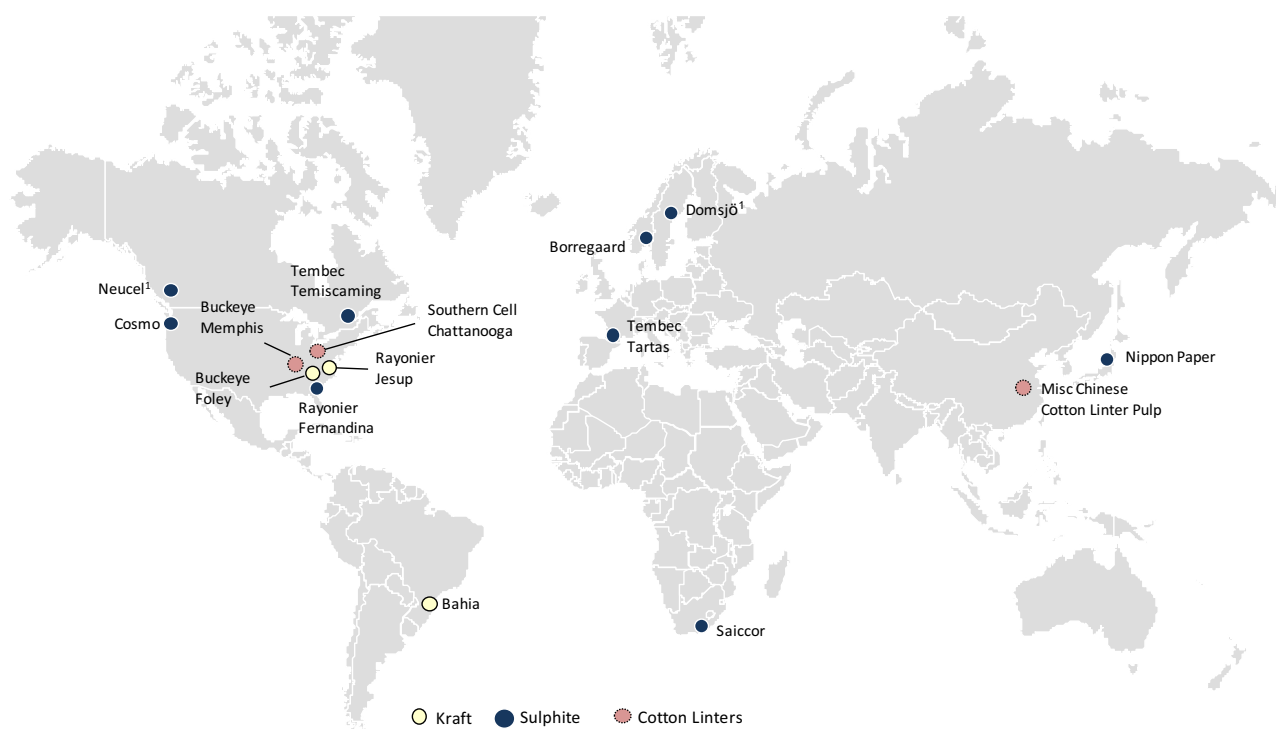 Domsjö¹
Borregaard
Tembec
Temiscaming
Neucel¹
Buckeye
Memphis
Southern Cell
Chattanooga
Cosmo
Tembec
Tartas
Rayonier
Jesup
Nippon Paper
Buckeye
Foley
Misc Chinese
Cotton Linter Pulp
Rayonier
Fernandina
Bahia
Saiccor
Kraft
Sulphite
Cotton Linters